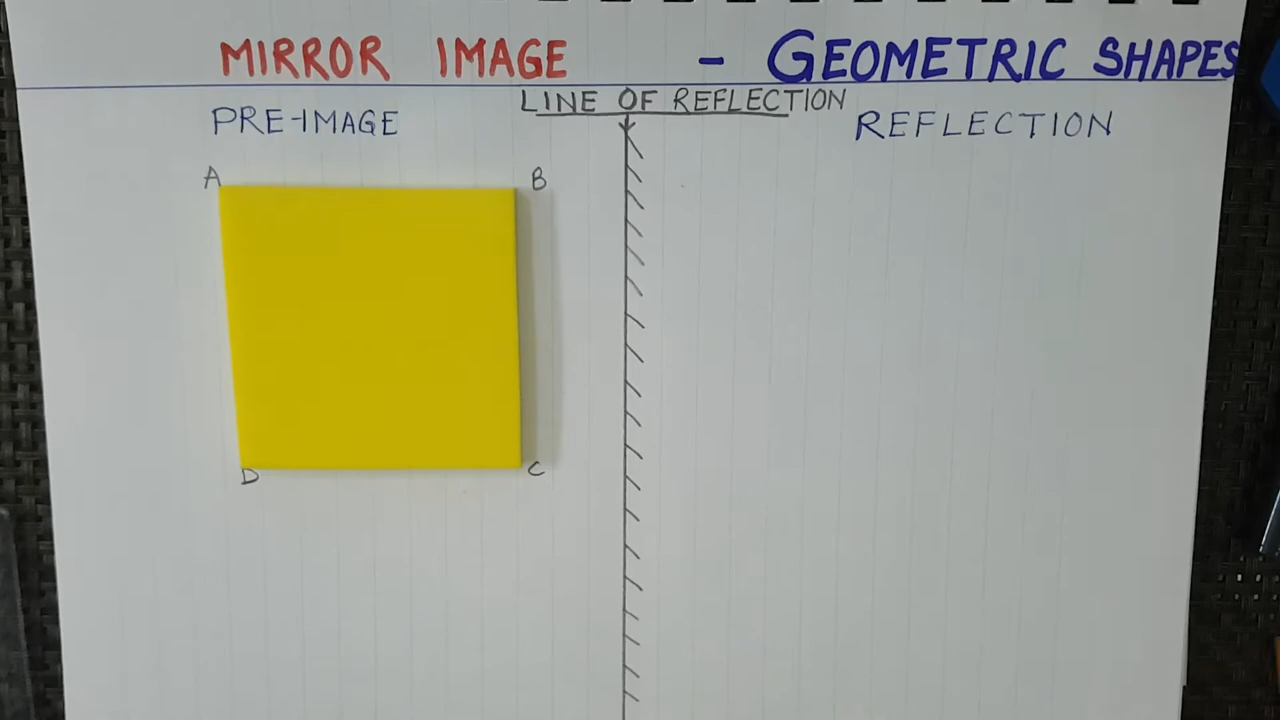 MIRROR IMAGE - GEOMETRIC SHAPES
LINE OF REFLECTION
PRE-IMAGE
REFLECTION
A
B
D
C